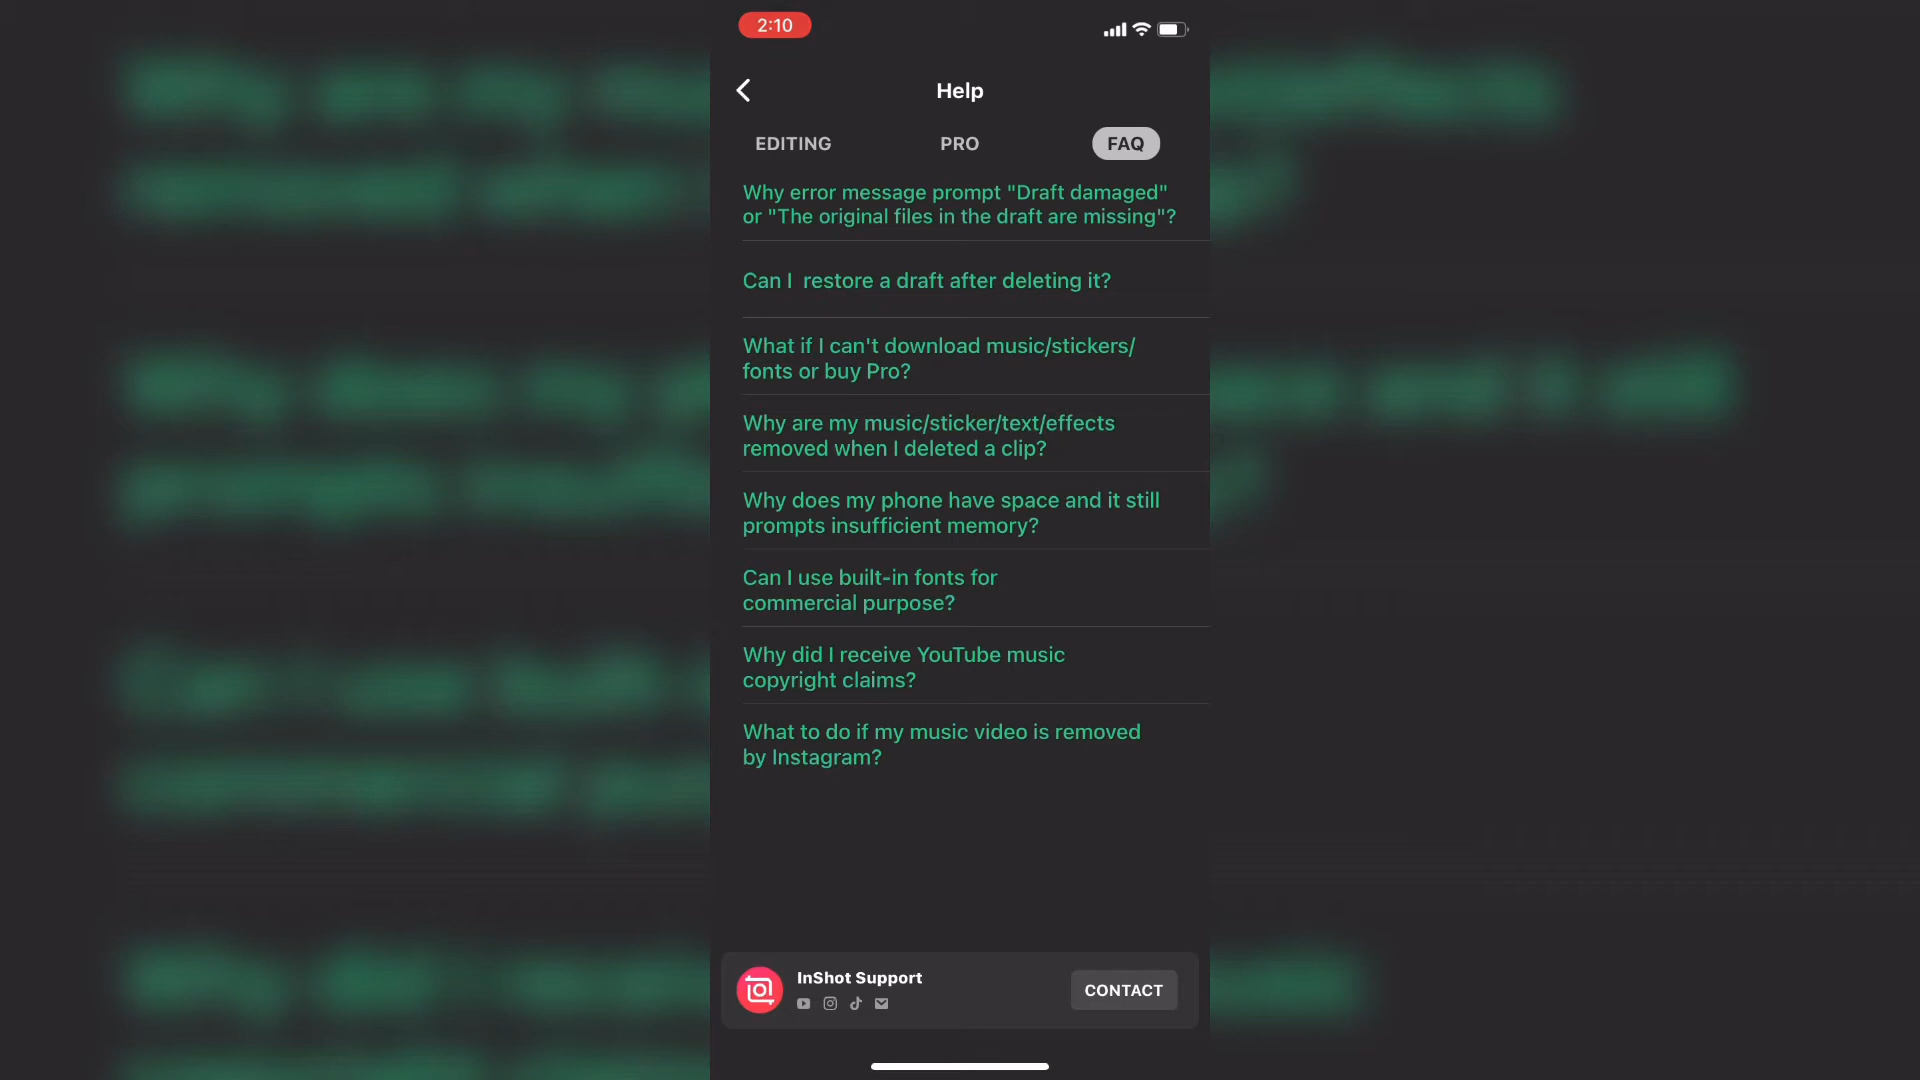 2:10
Help
EDITING PRO FAQ
Why error message prompt "Draft damaged"
or "The original files in the draft are missing"?
Can I  restore a draft after deleting it?
What if I can't download music/stickers/
fonts or buy Pro?
Why are my music/sticker/text/effects
removed when I deleted a clip?
Why does my phone have space and it still
prompts insufficient memory?
Can I use built-in fonts for
commercial purpose?
Why did I receive YouTube music
copyright claims?
What to do if my music video is removed
by Instagram?
InShot Support
CONTACT